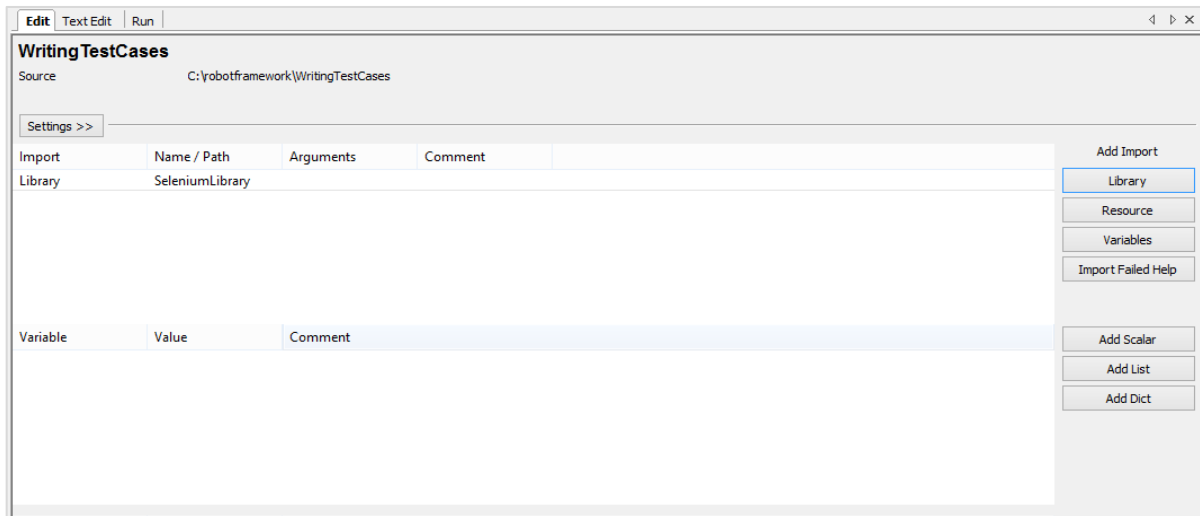 Edit Text Edit Run
WritingTestCases
Source C:\robotframework\WritingTestCases
Settings >>
Import Name / Path Arguments Comment Add Import
Library SeleniumLibrary Library
Resource
Variables
Import Failed Help
Variable Value Comment Add Scalar
Add List
Add Dict